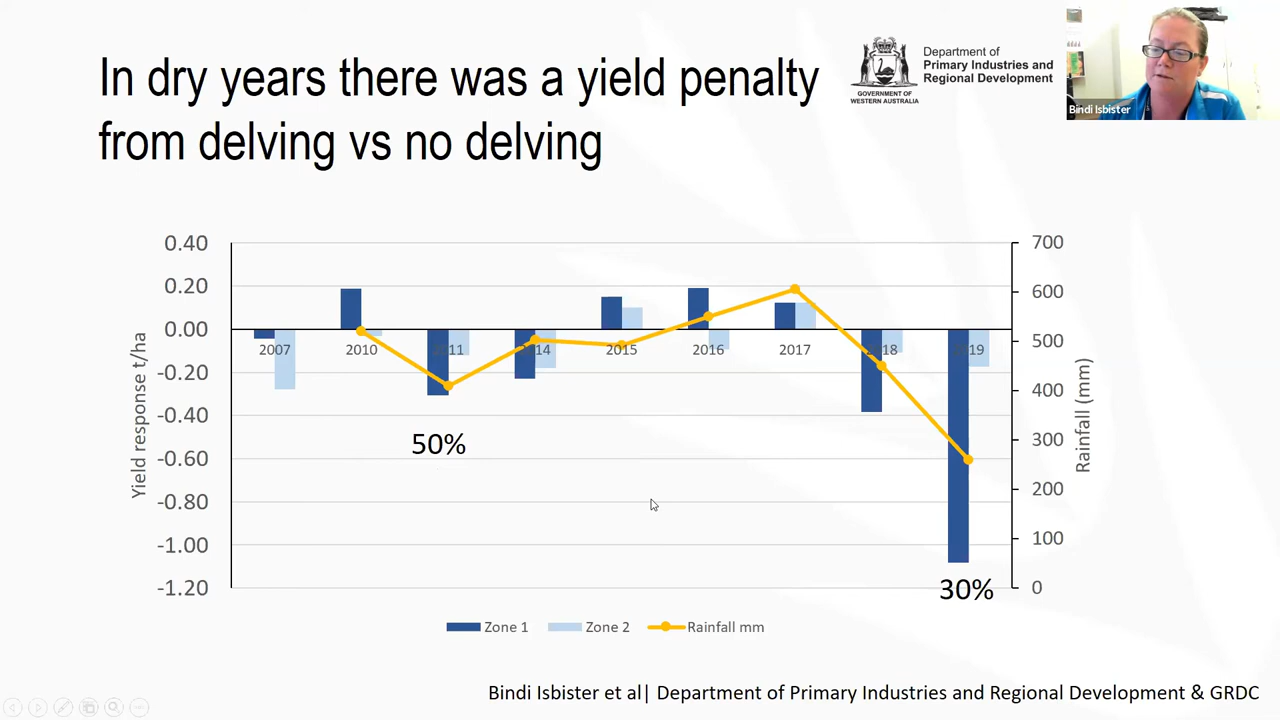 In dry years there was a yield penalty
from delving vs no delving
GOVERNMENT OF
WESTERN AUSTRALIA
Department of
Primary Industries and
Regional Development
Bindi Isbister
0.40
0.20
0.00
-0.20
-0.40
-0.60
-0.80
-1.00
-1.20
Yield response t/ha
2007
2010
2011
2014
2015
2016
2017
2018
2019
50%
30%
700
600
500
400
300
200
100
0
Rainfall (mm)
Zone 1
Zone 2
Rainfall mm
Bindi Isbister et al| Department of Primary Industries and Regional Development & GRDC